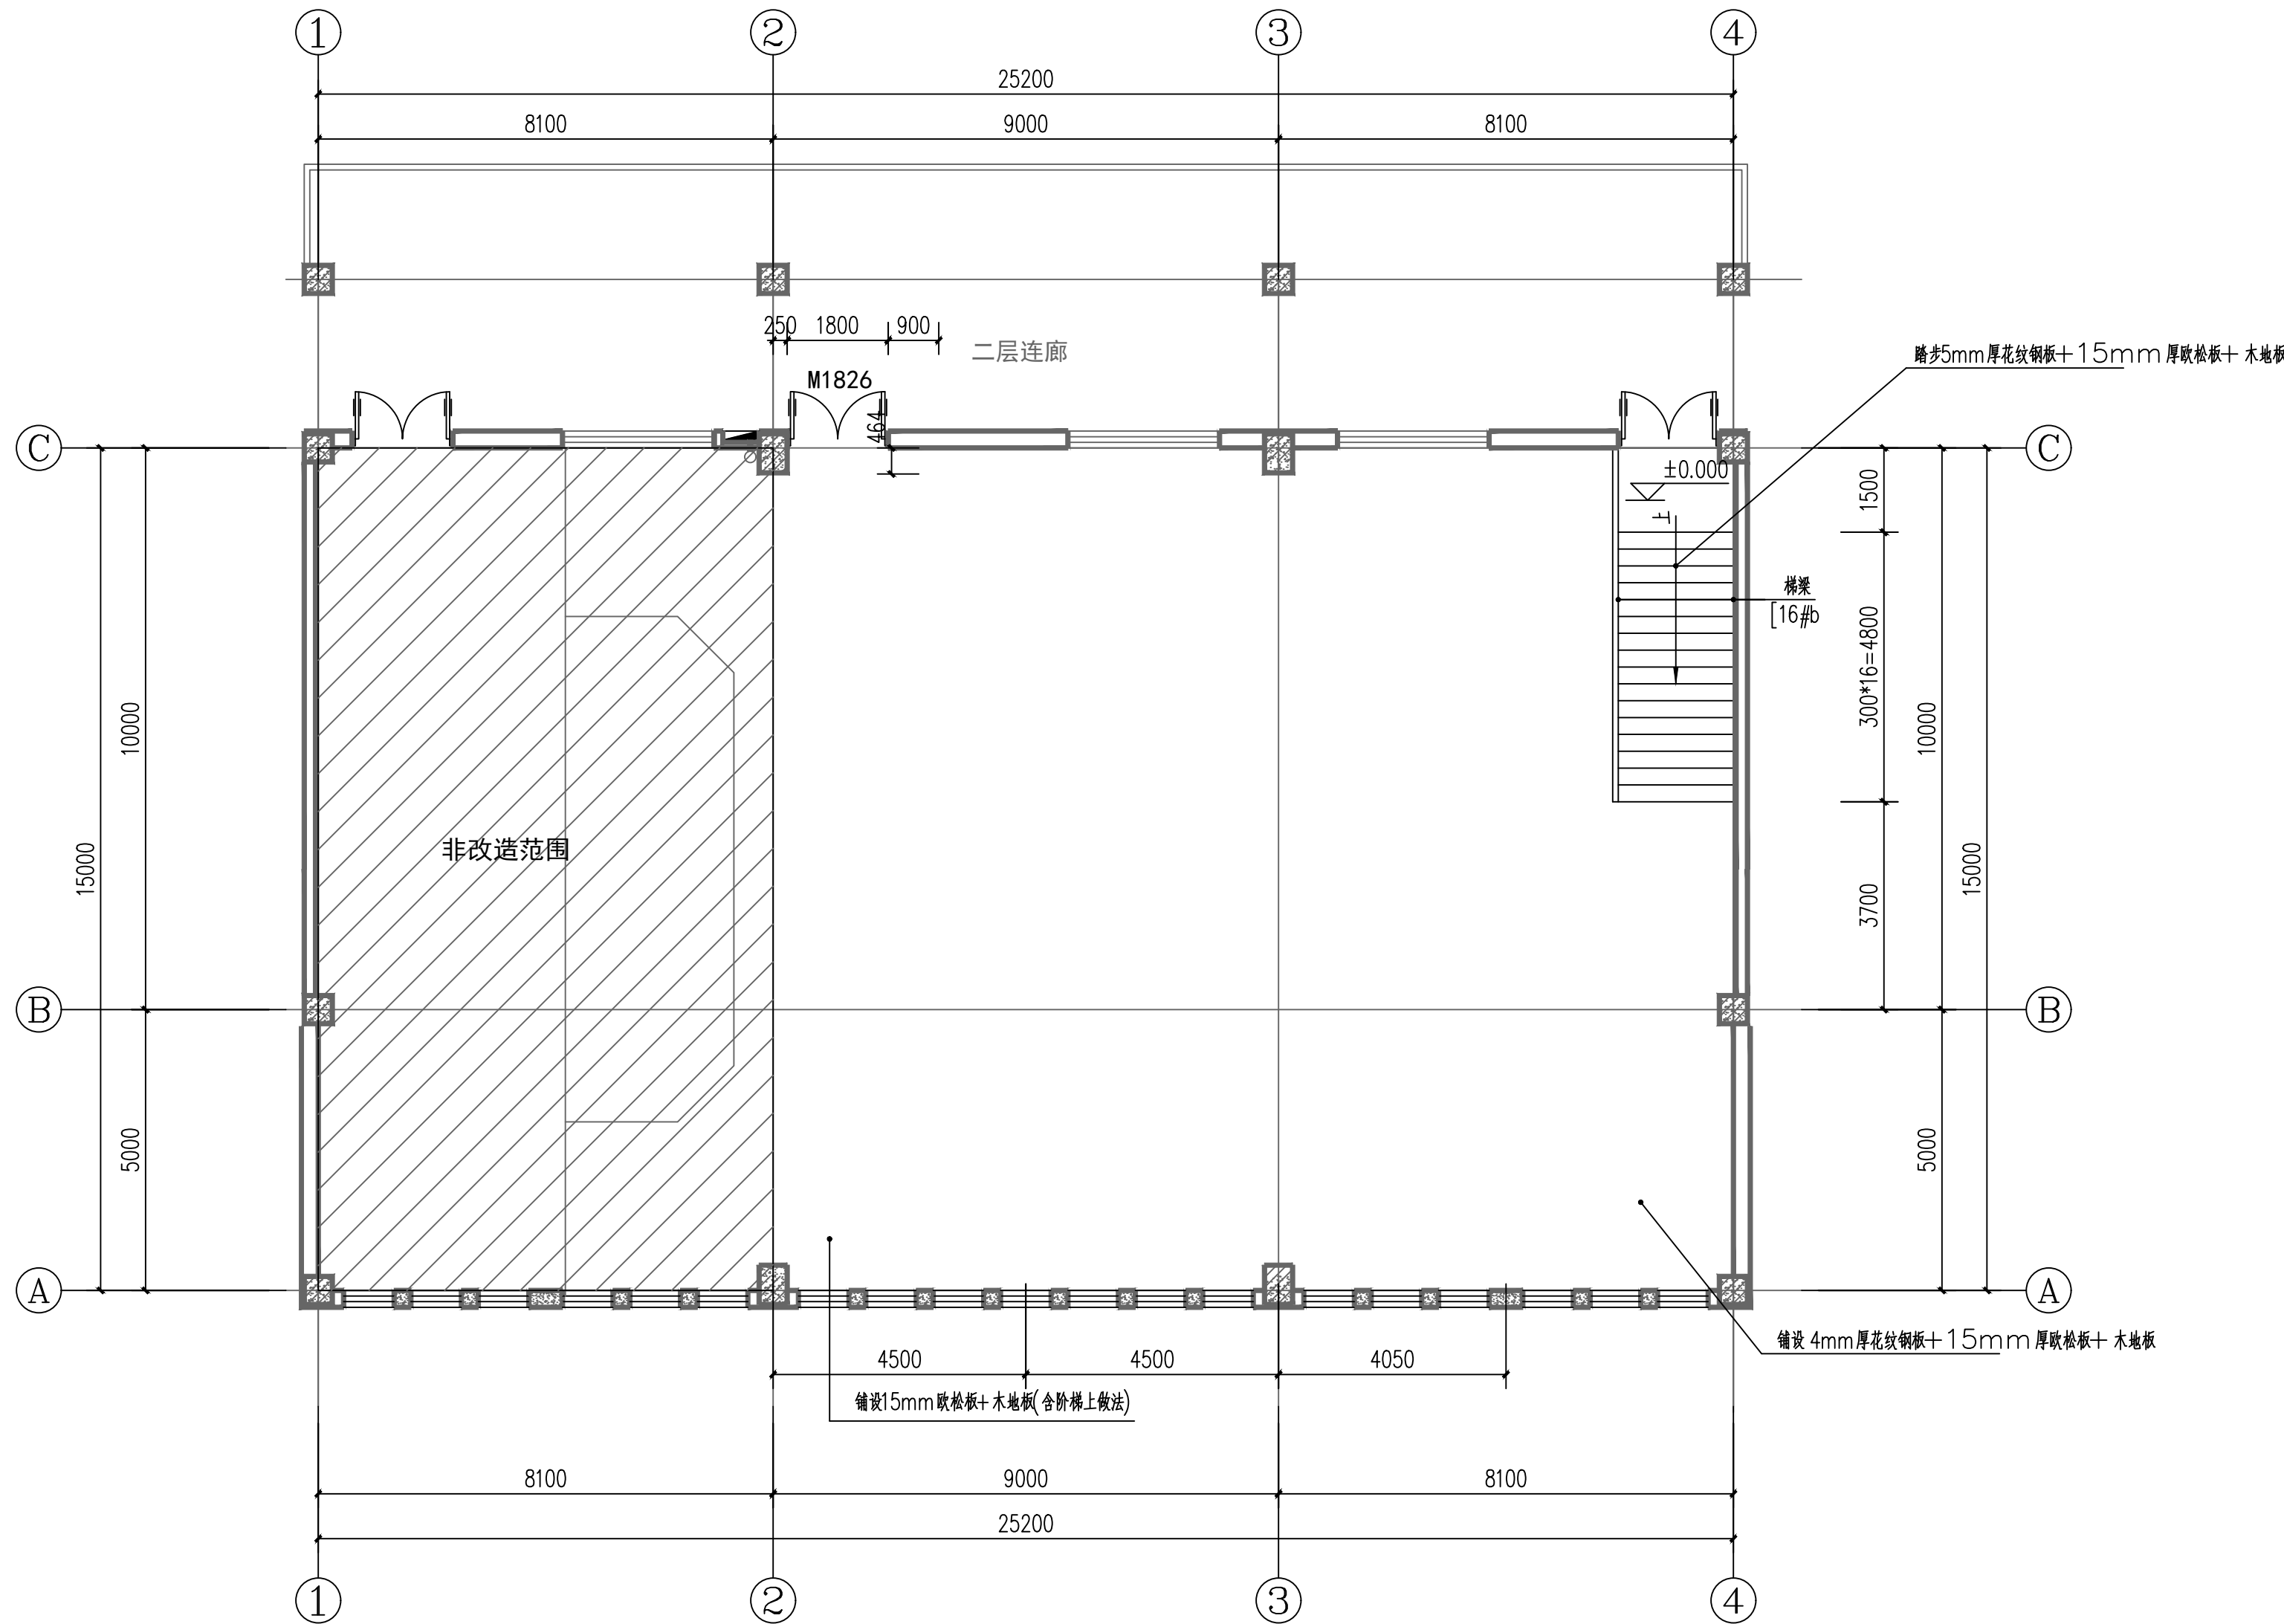 1 2 3 4
25200
8100 9000 8100
250 1800 900
二层连廊
踏步5mm厚花纹钢板+15mm厚欧松板+木地板
M1826
464
C C
±0.000
上
1500
梯梁
[16#b
300*16=4800
10000 10000
15000 15000
非改造范围
3700
B B
5000 5000
A A
铺设 4mm厚花纹钢板+15mm厚欧松板+木地板
4500 4500 4050
铺设15mm欧松板+木地板(含阶梯上做法)
8100 9000 8100
25200
1 2 3 4